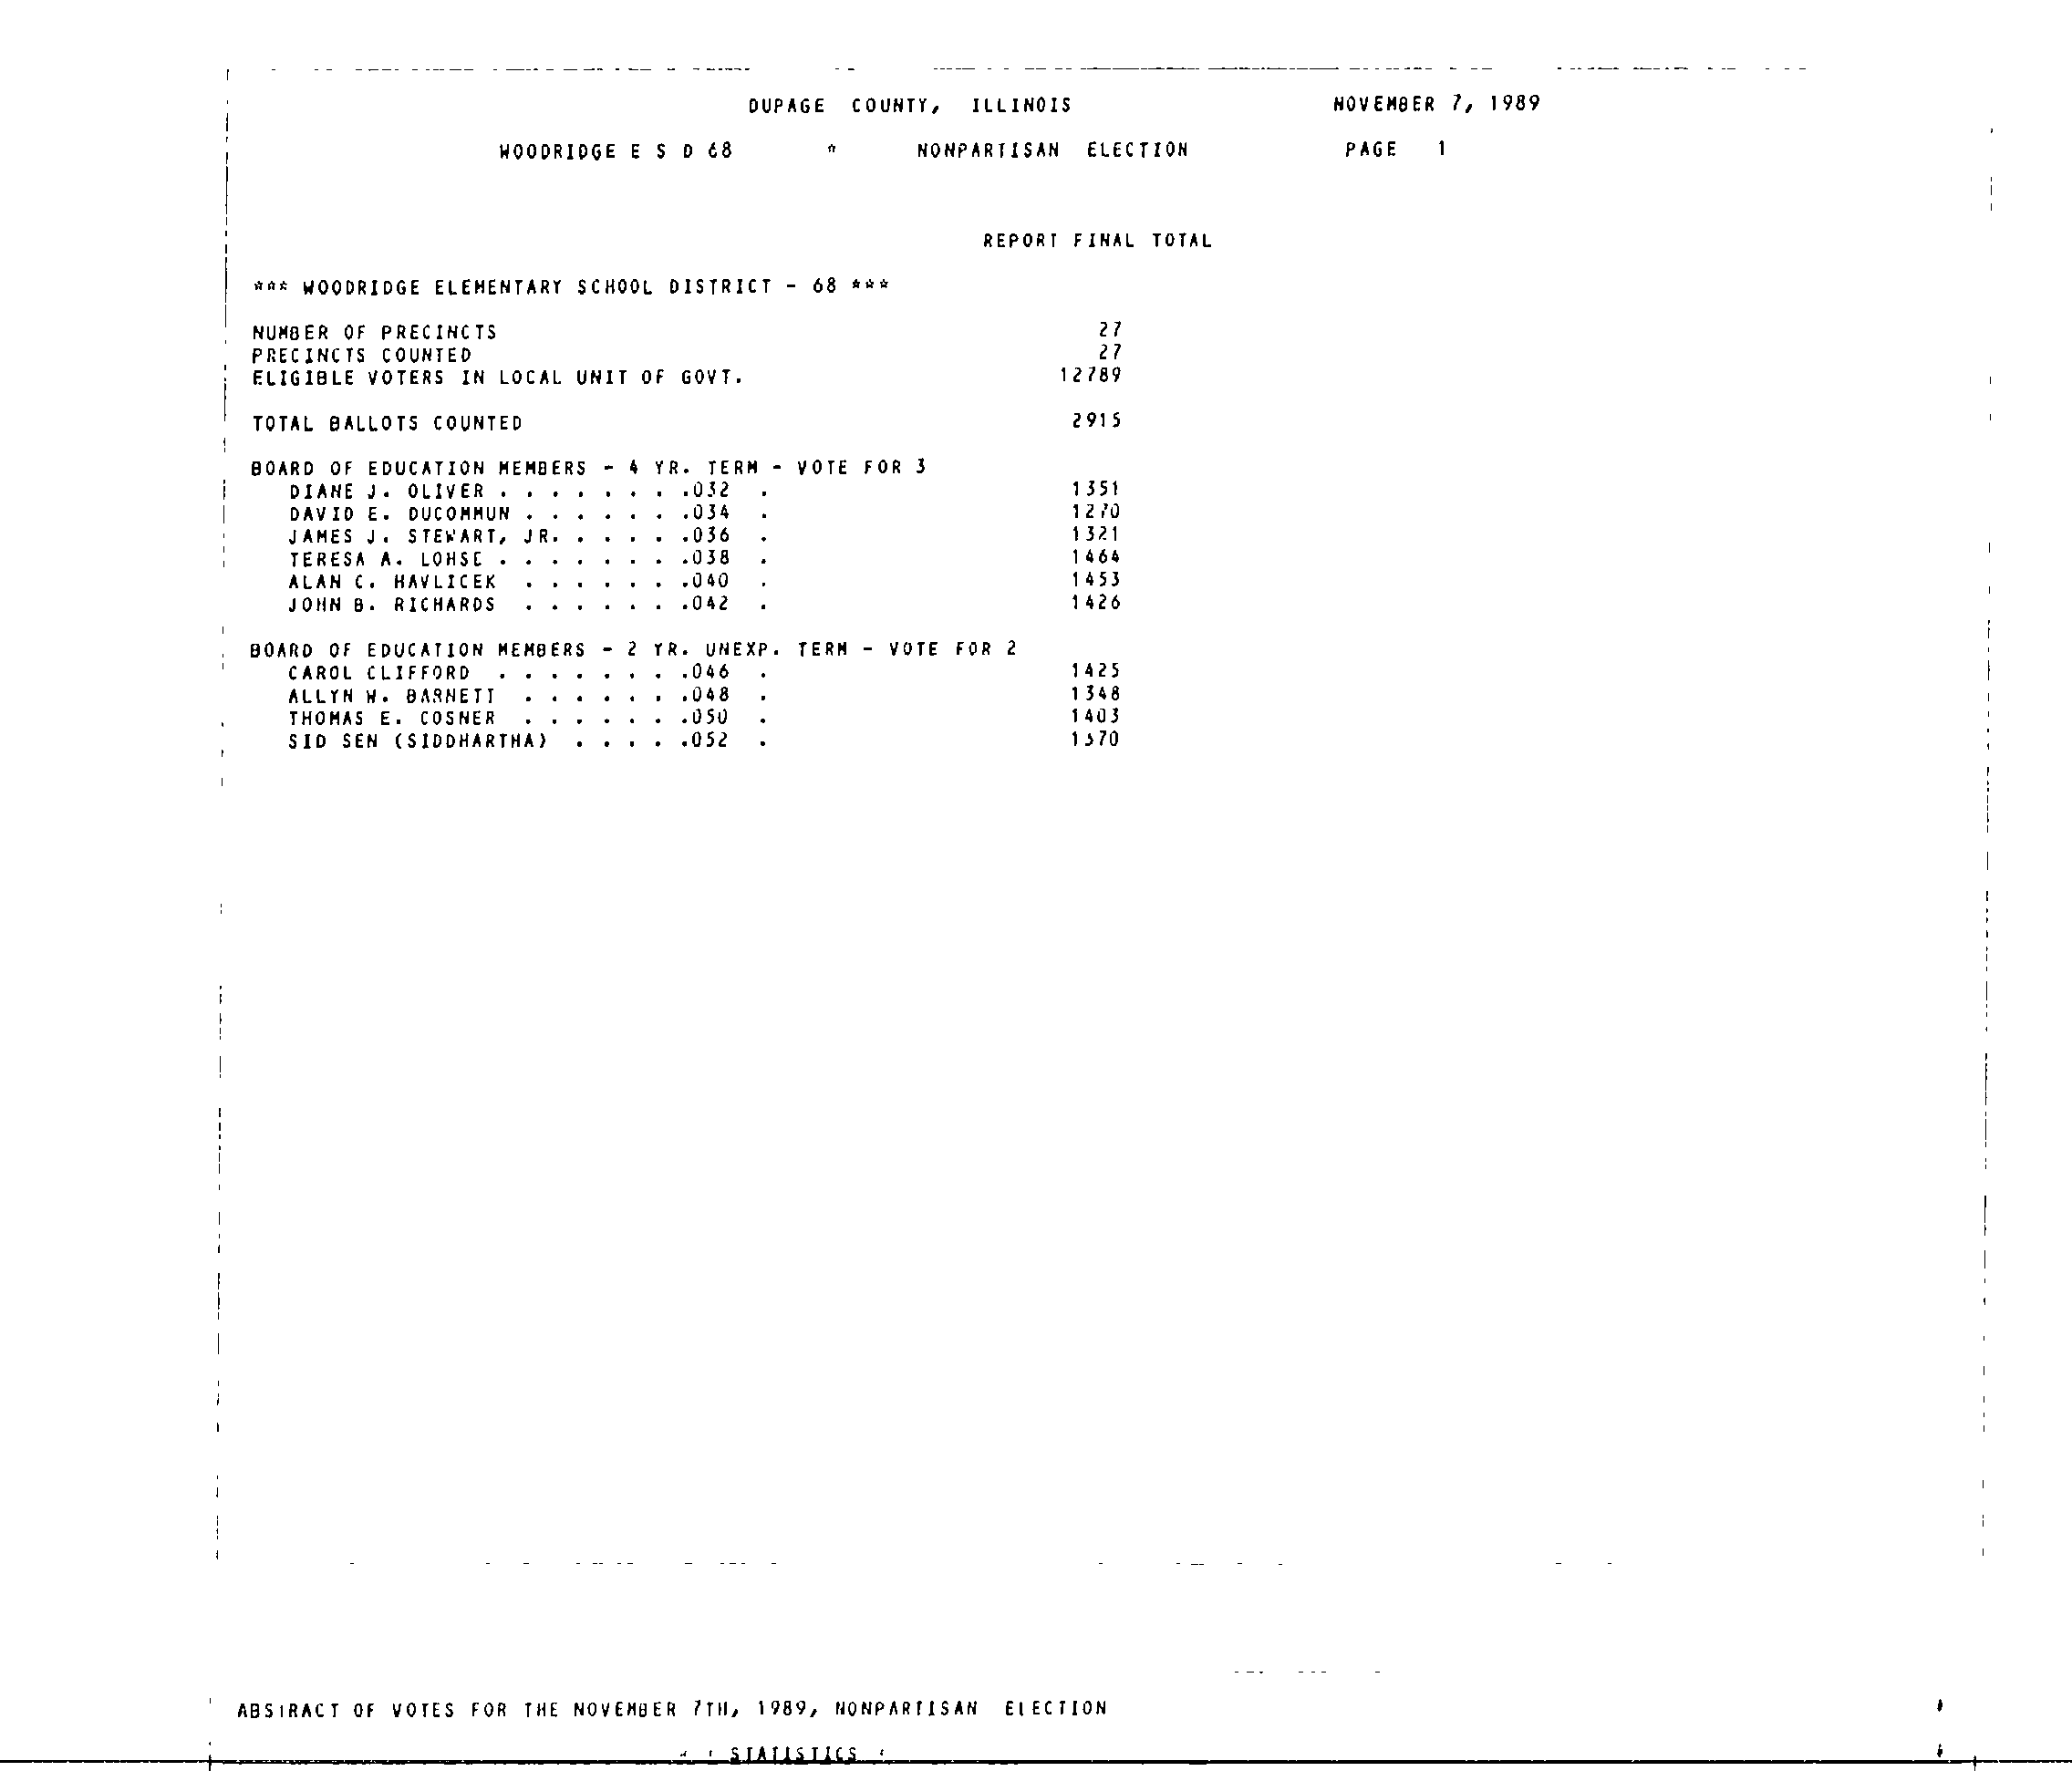 DUPAGE COUNTY, ILLINOIS NOVEMBER 7, 1989
WOODRIDGE E S D 68 * NONPARTISAN ELECTION PAGE 1
REPORT FINAL TOTAL
*** WOODRIDGE ELEMENTARY SCHOOL DISTRICT - 68 ***
NUMBER OF PRECINCTS 27
PRECINCTS COUNTED 27
ELIGIBLE VOTERS IN LOCAL UNIT OF GOVT. 12789
TOTAL BALLOTS COUNTED 2915
BOARD OF EDUCATION MEMBERS - 4 YR. TERM - VOTE FOR 3
DIANE J. OLIVER . . . . . . . .032 . 1351
DAVID E. DUCOMMUN . . . . . . .034 . 1270
JAMES J. STEWART, JR. . . . . .036 . 1321
TERESA A. LOHSE . . . . . . . .038 . 1464
ALAN C. HAVLICEK . . . . . . .040 . 1453
JOHN B. RICHARDS . . . . . . .042 . 1426
BOARD OF EDUCATION MEMBERS - 2 YR. UNEXP. TERM - VOTE FOR 2
CAROL CLIFFORD . . . . . . . .046 . 1425
ALLYN W. BARNETT . . . . . . .048 . 1348
THOMAS E. COSNER . . . . . . .050 . 1403
SID SEN (SIDDHARTHA) . . . . .052 .
ABSTRACT OF VOTES FOR THE NOVEMBER 7TH, 1989, NONPARTISAN ELECTION
STATISTICS